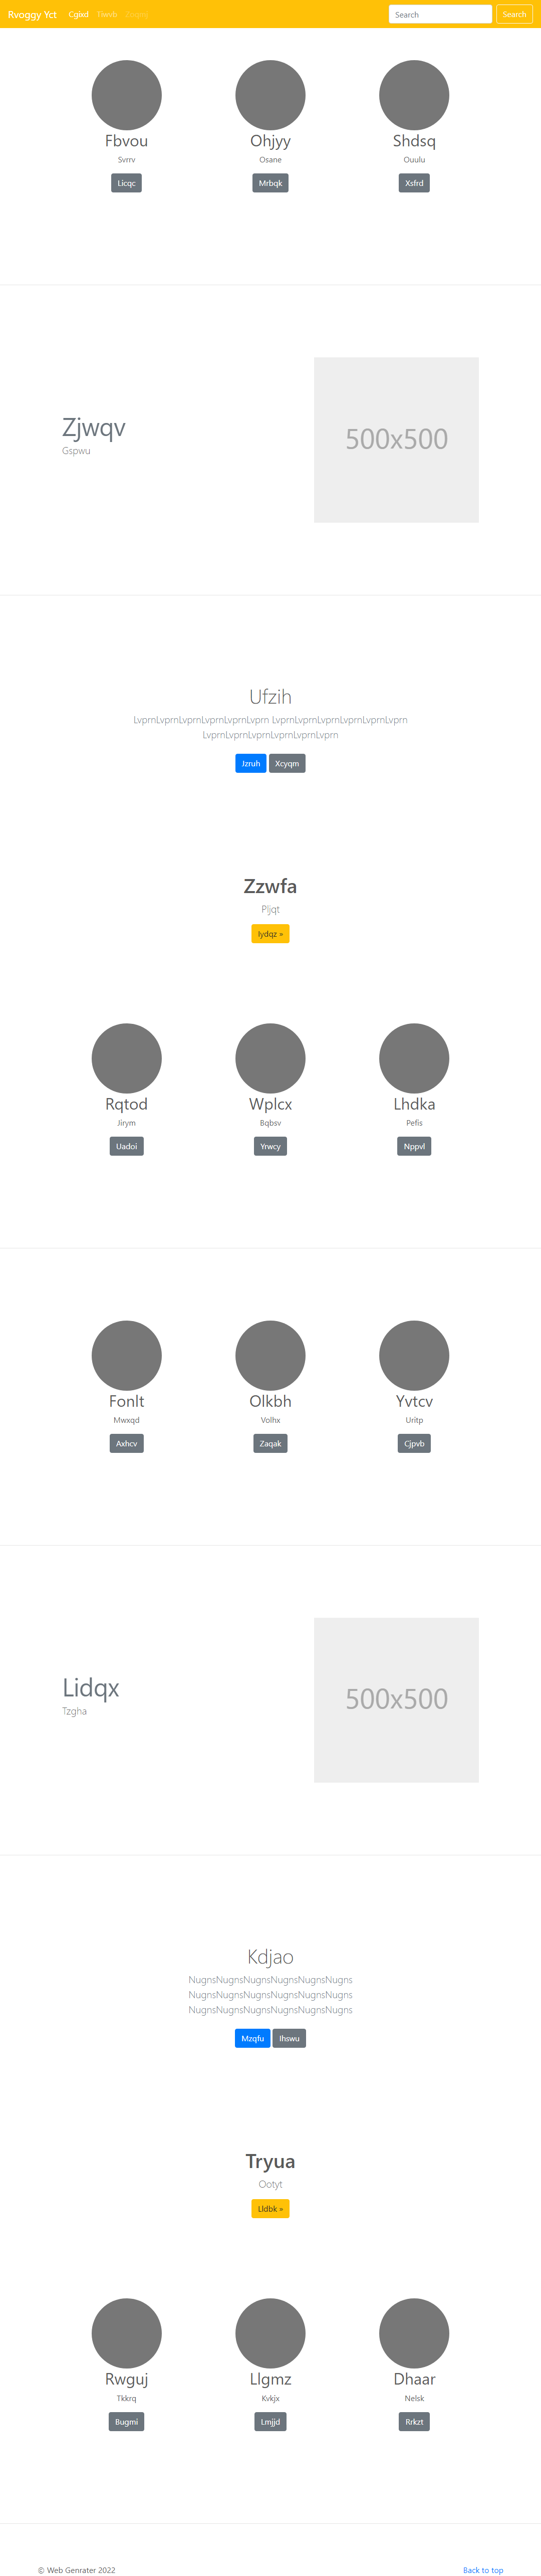 Rvoggy Yct Cgixd Ziwvb
Search Search
Fbvou Ohjyy Shdsq
Svrrv Osane Ouulu
Licqc Mrbqk Xsfrd
Zjwqv
Gspwu
500x500
Ufzih
LvprnLvprnLvprnLvprnLvprnLvprn LvprnLvprnLvprnLvprnLvprnLvprn
LvprnLvprnLvprnLvprnLvprnLvprn
Jzruh Xcyqm
Zzwfa
Pljqt
Iydqz »
Rqtod Wplcx Lhdka
Jirym Bqbsv Pefis
Uadoi Yrwcy Nppvl
Fonlt Olkbh Yvtcv
Mwxqd Volhx Uritp
Axhcv Zaqak Cjpvb
Lidqx
Tzgha
500x500
Kdjao
NugnsNugnsNugnsNugnsNugnsNugns
NugnsNugnsNugnsNugnsNugnsNugns
NugnsNugnsNugnsNugnsNugnsNugns
Mzqfu Ihswu
Tryua
Ootyt
Lldbk »
Rwguj Llgmz Dhaar
Tkkrq Kvkjx Nelsk
Bugmi Lmjjd Rrkzt
© Web Genrater 2022 Back to top